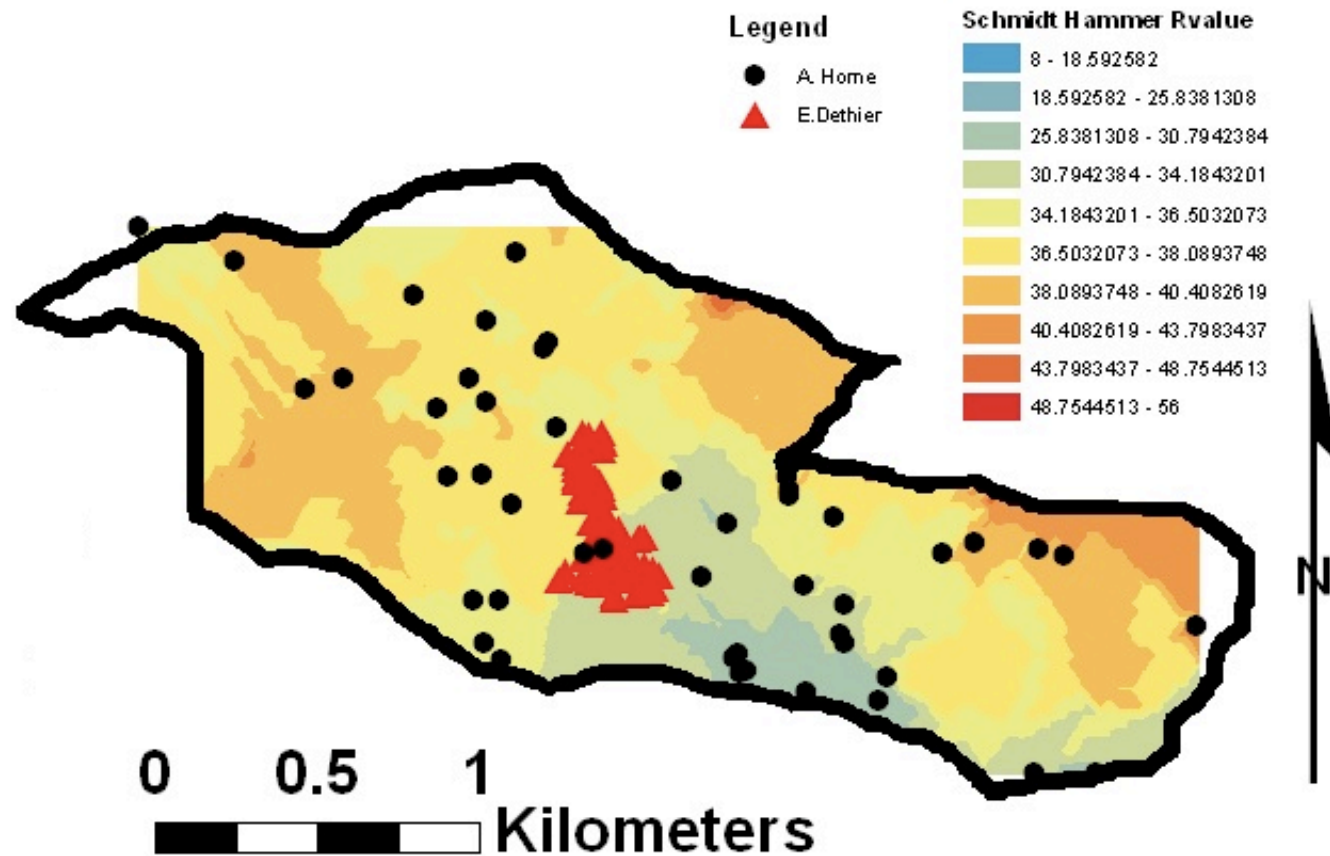 Legend
A. Horne
E.Dethier
Schmidt Hammer Rvalue
8 - 18.592582
18.592582 - 25.8381308
25.8381308 - 30.7942384
30.7942384 - 34.1843201
34.1843201 - 36.5032073
36.5032073 - 38.0893748
38.0893748 - 40.4082619
40.4082619 - 43.7983437
43.7983437 - 48.7544513
48.7544513 - 56
N
0 0.5 1
Kilometers